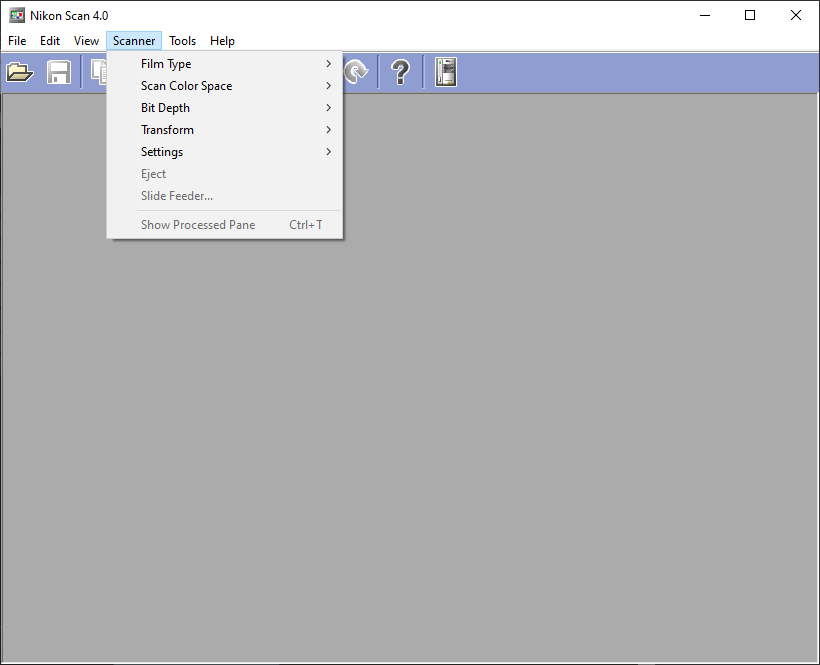 Nikon Scan 4.0
File Edit View Scanner Tools Help
Film Type
Scan Color Space
Bit Depth
Transform
Settings
Eject
Slide Feeder...
Show Processed Pane Ctrl+T